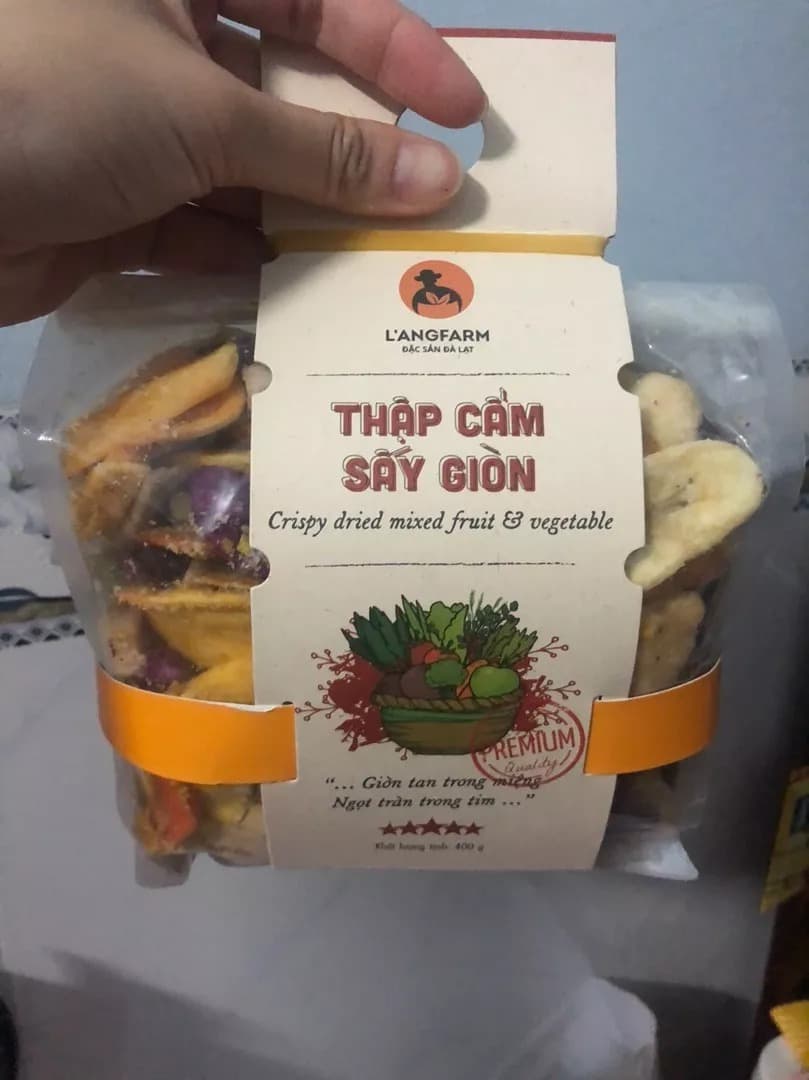 L'ANGFARM
ĐẶC SẢN ĐÀ LẠT
THẬP CẨM
SẤY GIÒN
Crispy dried mixed fruit & vegetable
PREMIUM
Quality
"... Giòn tan trong miệng
Ngọt tràn trong tim ..."
Khối lượng tịnh: 400 g